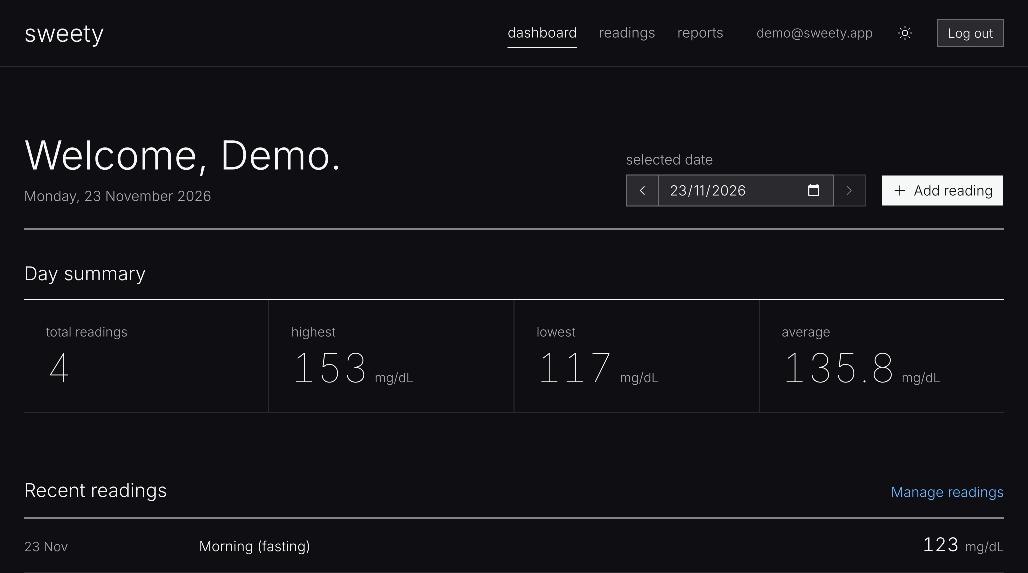 sweety
dashboard readings reports demo@sweety.app Log out
Welcome, Demo.
Monday, 23 November 2026
selected date
23/11/2026
+ Add reading
Day summary
total readings
4
highest
153 mg/dL
lowest
117 mg/dL
average
135.8 mg/dL
Recent readings
Manage readings
23 Nov Morning (fasting) 123 mg/dL